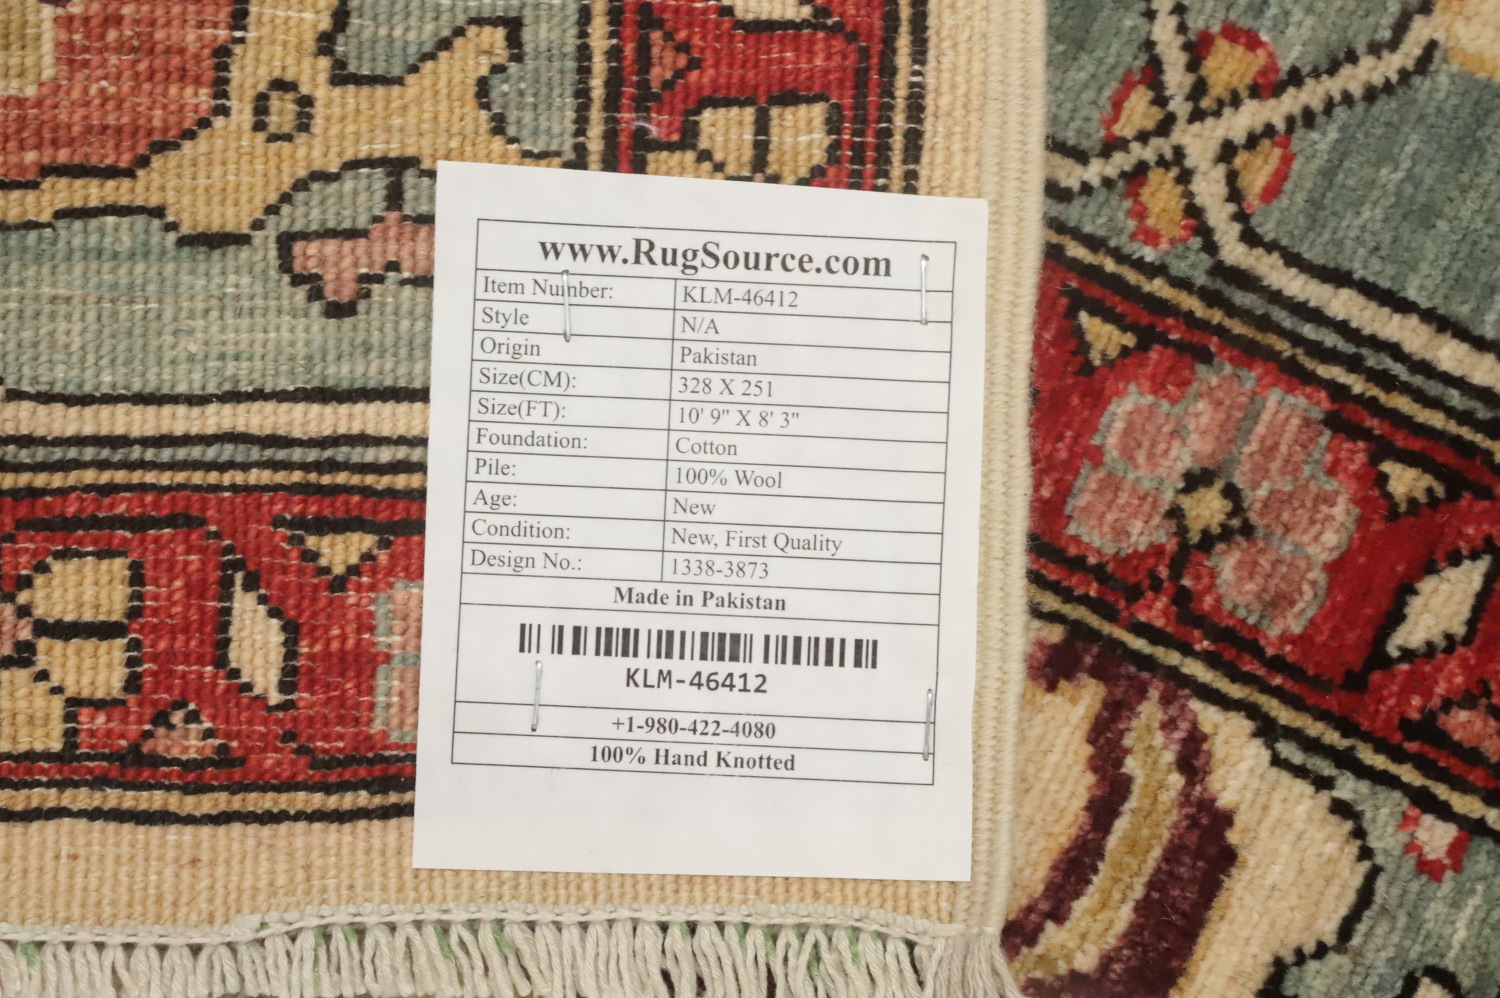 www.RugSource.com
Item Number: KLM-46412
Style N/A
Origin Pakistan
Size(CM): 328 X 251
Size(FT): 10' 9" X 8' 3"
Foundation: Cotton
Pile: 100% Wool
Age: New
Condition: New, First Quality
Design No.: 1338-3873
Made in Pakistan
KLM-46412
+1-980-422-4080
100% Hand Knotted